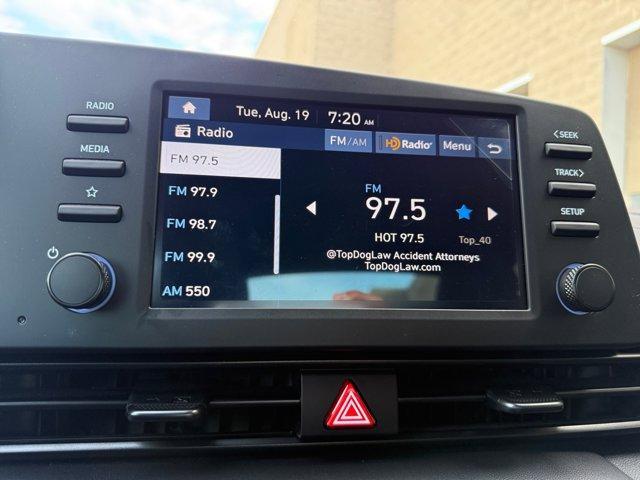 RADIO
MEDIA
Tue, Aug. 19 7:20 AM
Radio
FM/AM HD Radio® Menu
FM 97.5
FM 97.9
FM 98.7
FM 99.9
AM 550
FM
97.5
HOT 97.5
Top_40
@TopDogLaw Accident Attorneys
TopDogLaw.com
<SEEK
TRACK>
SETUP